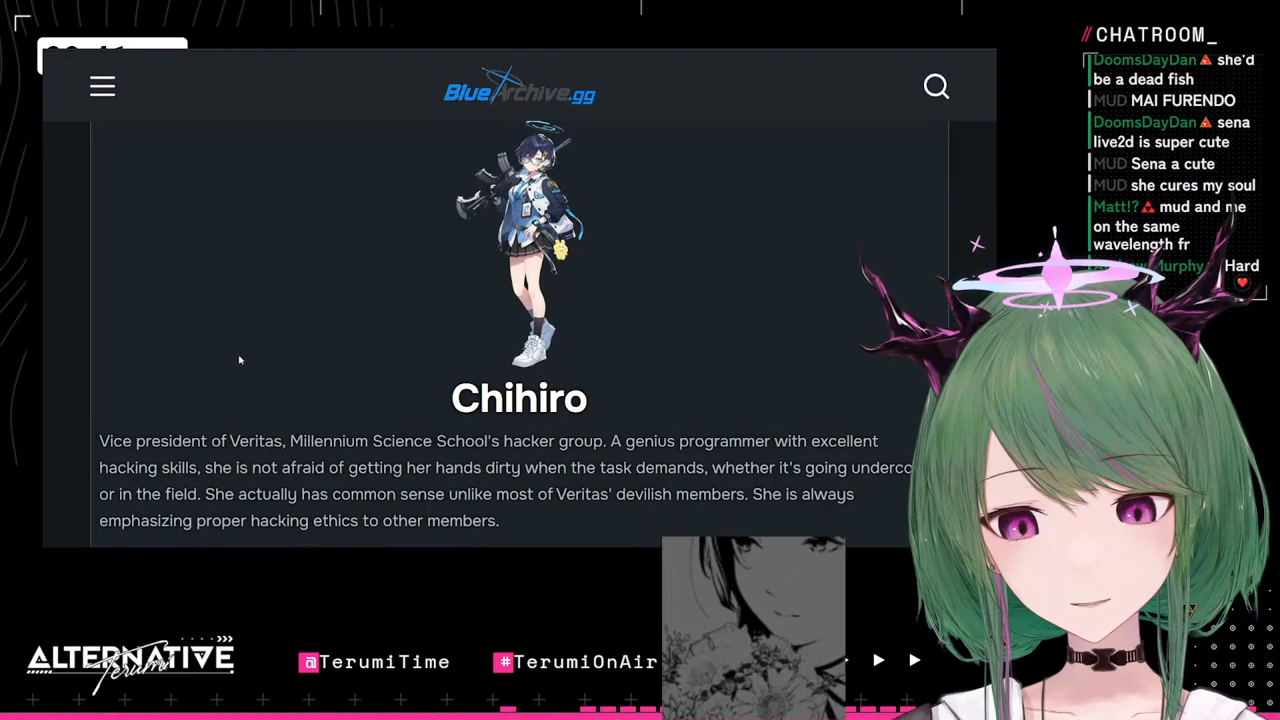 //CHATROOM_
DoomsDayDan she'd
be a dead fish
MUD MAI FURENDO
DoomsDayDan sena
live2d is super cute
MUD Sena a cute
MUD she cures my soul
Matt!? mud and me
on the same
wavelength fr
Murphy Hard
BlueArchive.gg
Chihiro
Vice president of Veritas, Millennium Science School's hacker group. A genius programmer with excellent
hacking skills, she is not afraid of getting her hands dirty when the task demands, whether it's going underco
or in the field. She actually has common sense unlike most of Veritas' devilish members. She is always
emphasizing proper hacking ethics to other members.
ALTERNATIVE
Terumi
@TerumiTime
#TerumiOnAir